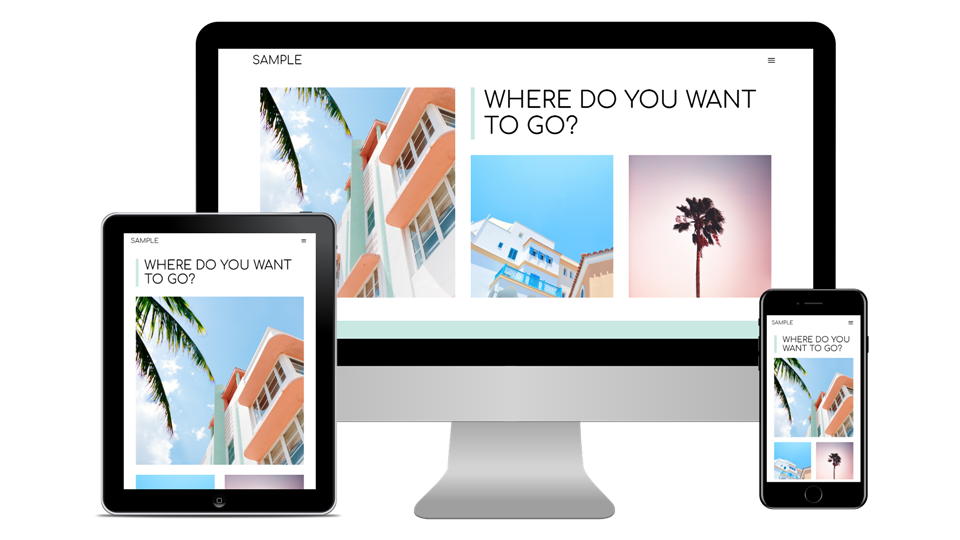 SAMPLE
WHERE DO YOU WANT
TO GO?
SAMPLE
WHERE DO YOU WANT
TO GO?
SAMPLE
WHERE DO YOU
WANT TO GO?